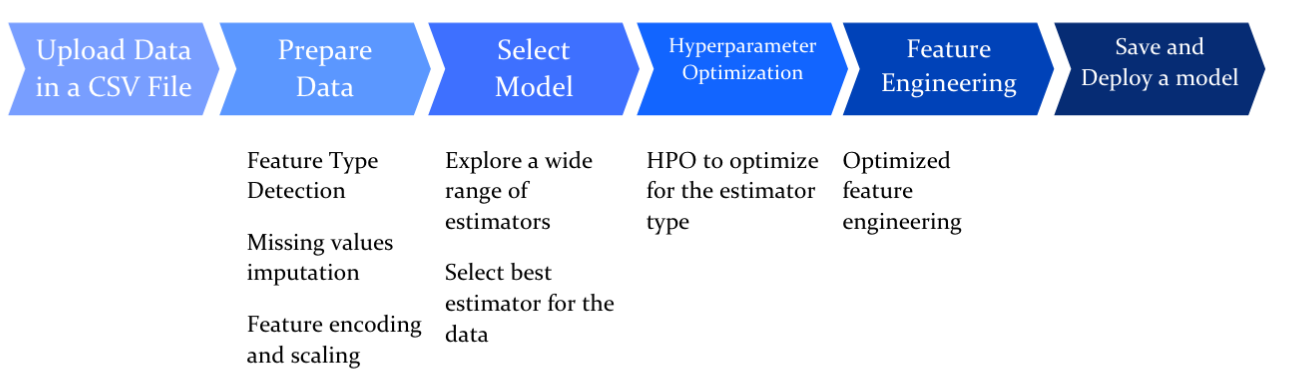 Upload Data
in a CSV File
Prepare
Data
Select
Model
Hyperparameter
Optimization
Feature
Engineering
Save and
Deploy a model
Feature Type
Detection
Missing values
imputation
Feature encoding
and scaling
Explore a wide
range of
estimators
Select best
estimator for the
data
HPO to optimize
for the estimator
type
Optimized
feature
engineering